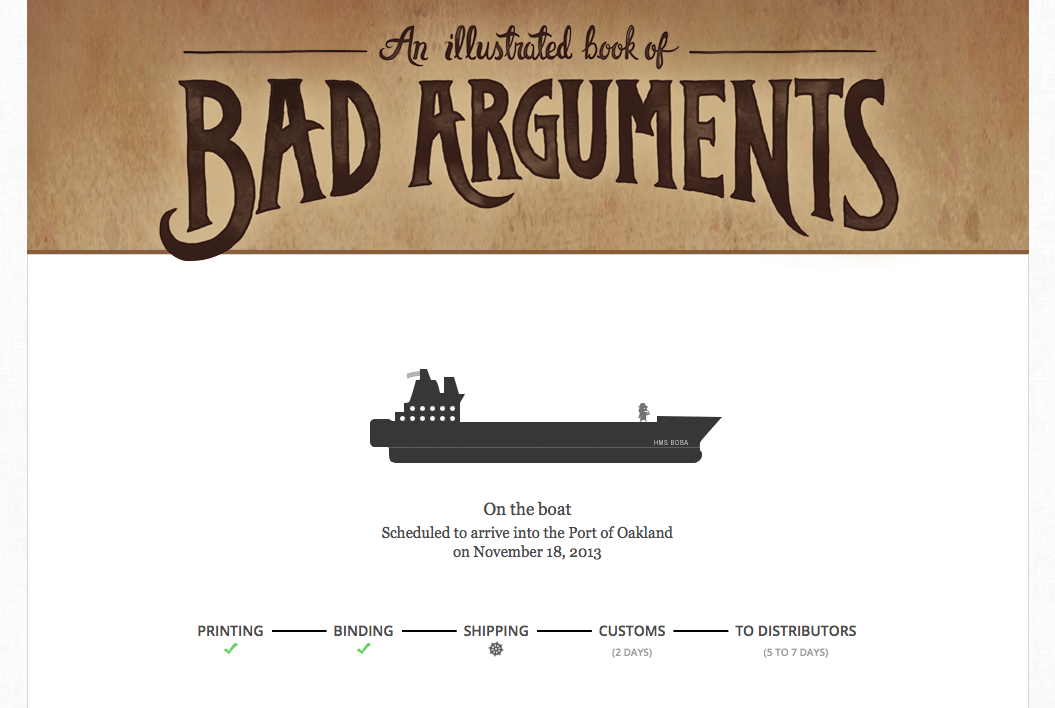 An illustrated book of
BAD ARGUMENTS
HMS BOBA
On the boat
Scheduled to arrive into the Port of Oakland
on November 18, 2013
PRINTING BINDING SHIPPING CUSTOMS TO DISTRIBUTORS
(2 DAYS) (5 TO 7 DAYS)